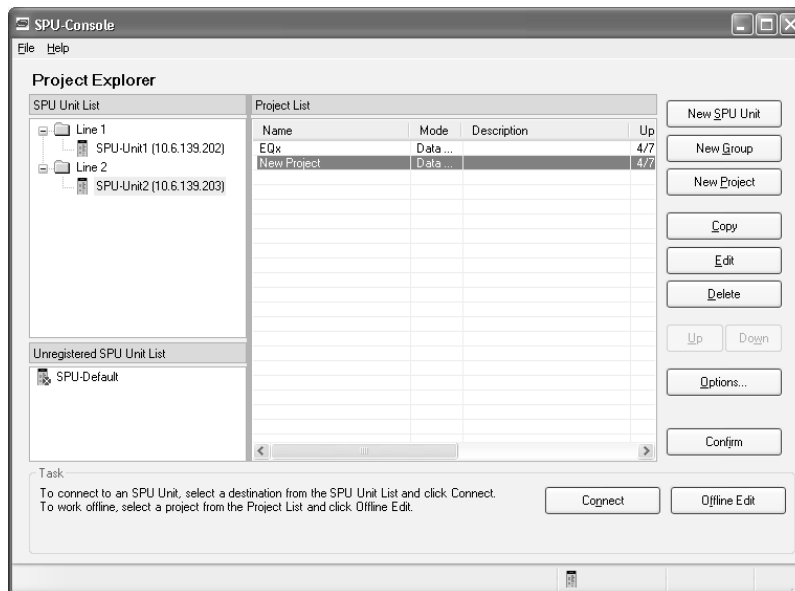 SPU-Console
File Help
Project Explorer
SPU Unit List
Line 1
SPU-Unit1 (10.6.139.202)
Line 2
SPU-Unit2 (10.6.139.203)
Unregistered SPU Unit List
SPU-Default
Project List
Name Mode Description Up
EQx Data ... 4/7
New Project Data ... 4/7
New SPU Unit
New Group
New Project
Copy
Edit
Delete
Up Down
Options...
Confirm
Task
To connect to an SPU Unit, select a destination from the SPU Unit List and click Connect.
To work offline, select a project from the Project List and click Offline Edit.
Connect Offline Edit